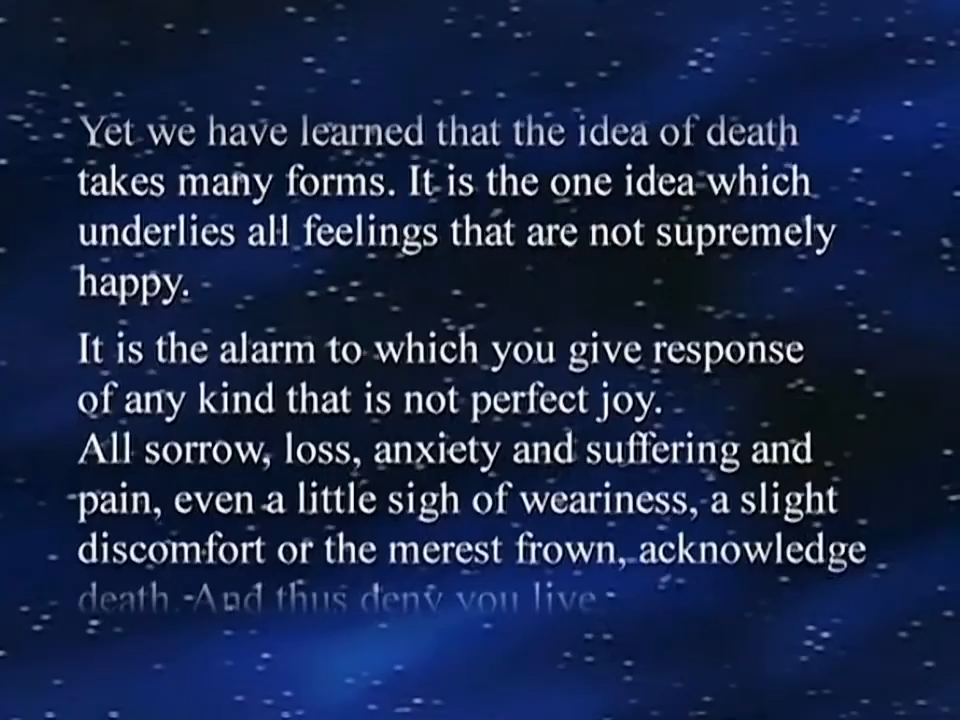 Yet we have learned that the idea of death
takes many forms. It is the one idea which
underlies all feelings that are not supremely
happy.
It is the alarm to which you give response
of any kind that is not perfect joy.
All sorrow, loss, anxiety and suffering and
pain, even a little sigh of weariness, a slight
discomfort or the merest frown, acknowledge
death. And thus deny you live.